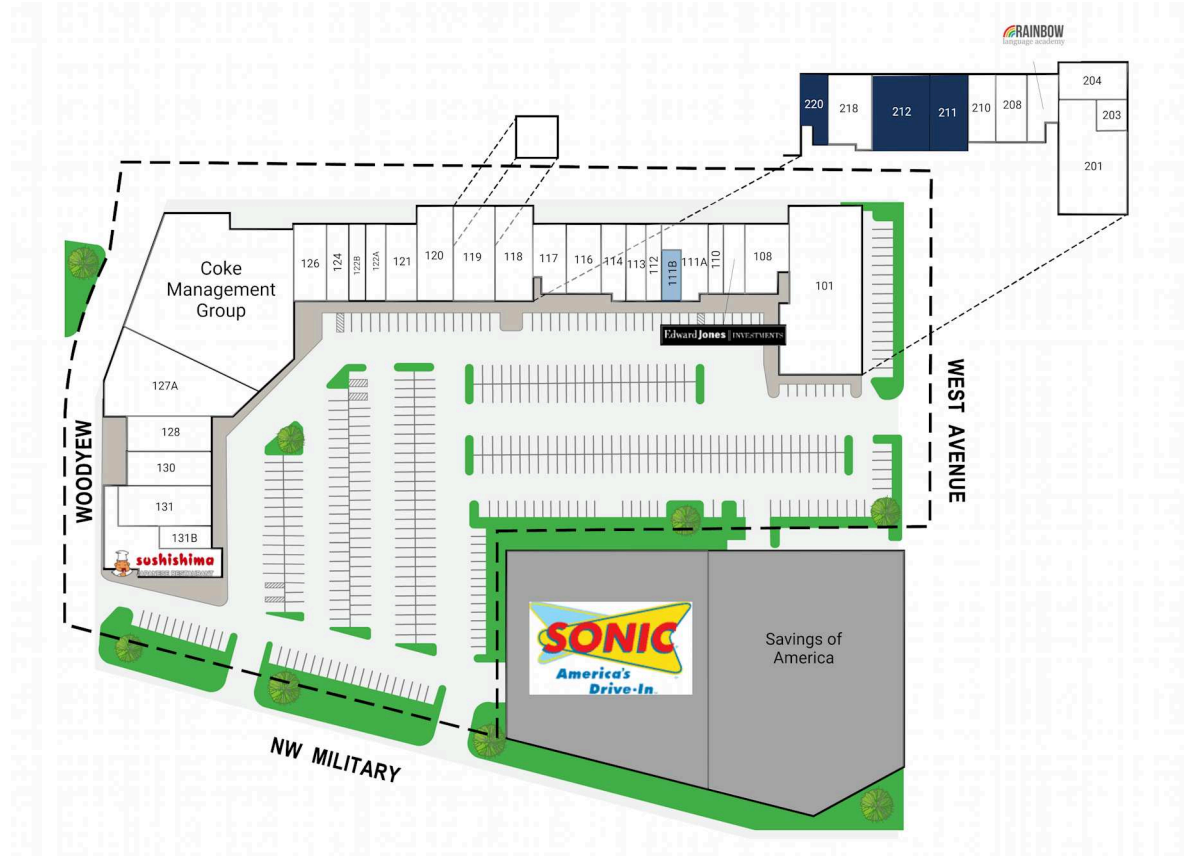 RAINBOW
language academy
204
220
218
212
211
210
208
203
201
Coke
Management
Group
126
124
122B
122A
121
120
119
118
117
116
114
113
112
111B
111A
110
108
101
Edward Jones INVESTMENTS
127A
128
130
131
131B
sushishima
JAPANESE RESTAURANT
WOODYEW
WEST AVENUE
NW MILITARY
SONIC
America's
Drive-In
Savings of
America